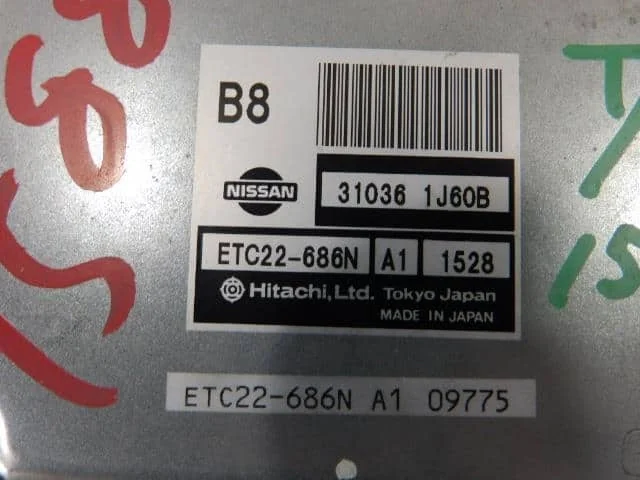 B8
NISSAN
31036 1J60B
ETC22-686N A1 1528
Hitachi, Ltd. Tokyo Japan
MADE IN JAPAN
ETC22-686N A1 09775